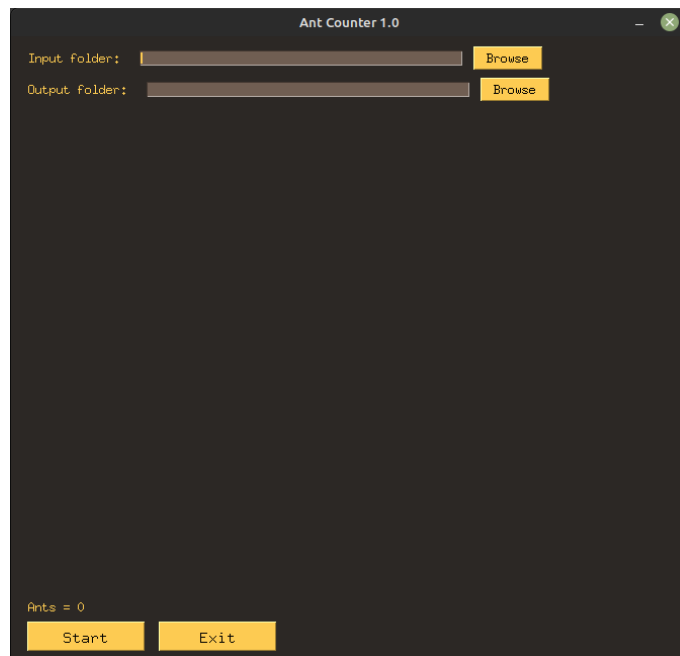 Ant Counter 1.0
Input folder: Browse
Output folder: Browse
Ants = 0
Start Exit